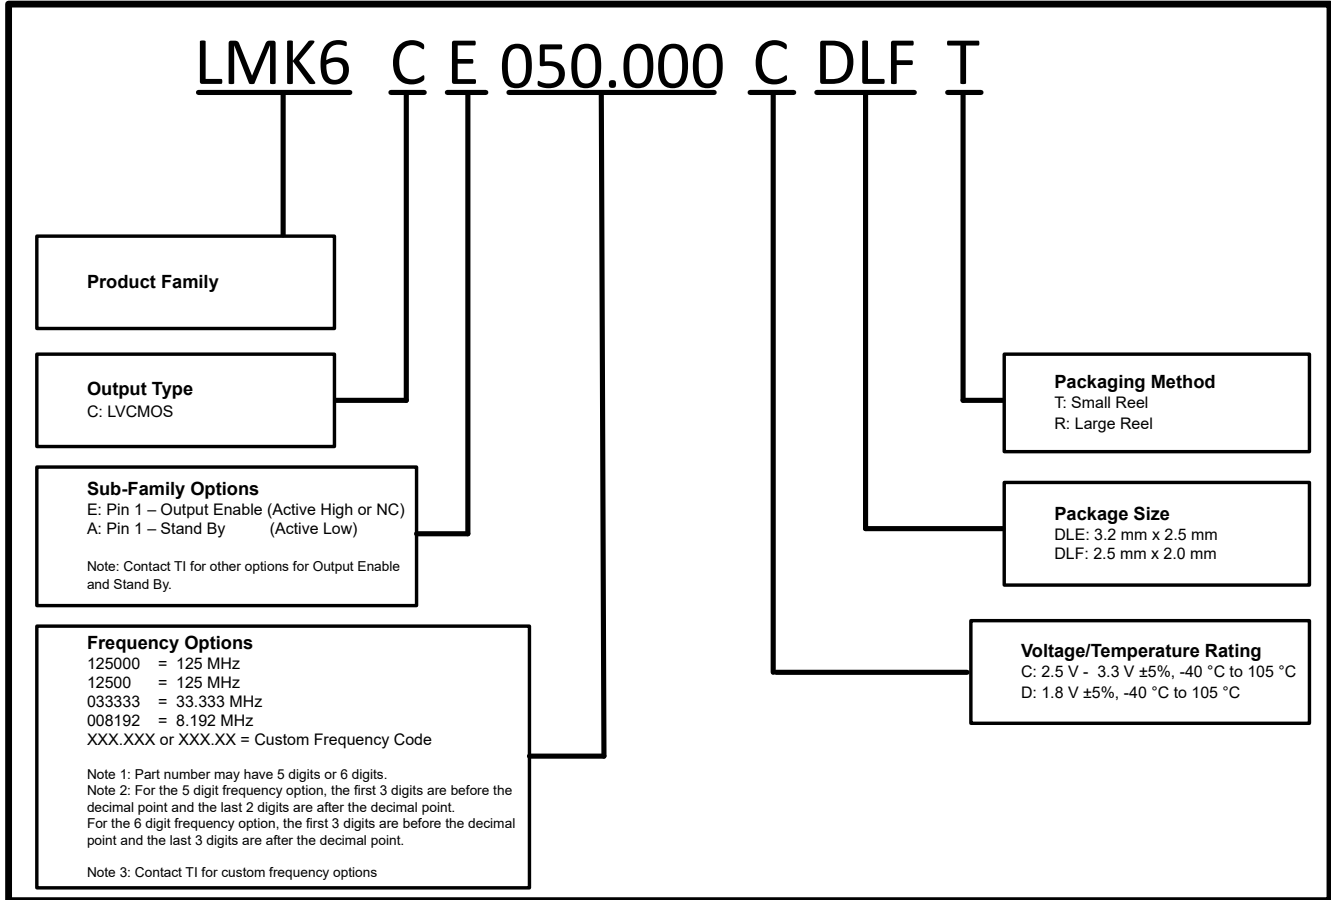 LMK6 C E 050.000 C DLF T
Product Family
Output Type
C: LVCMOS
Sub-Family Options
E: Pin 1 – Output Enable (Active High or NC)
A: Pin 1 – Stand By (Active Low)
Note: Contact TI for other options for Output Enable
and Stand By.
Frequency Options
125000 = 125 MHz
12500 = 125 MHz
033333 = 33.333 MHz
008192 = 8.192 MHz
XXX.XXX or XXX.XX = Custom Frequency Code
Note 1: Part number may have 5 digits or 6 digits.
Note 2: For the 5 digit frequency option, the first 3 digits are before the
decimal point and the last 2 digits are after the decimal point.
For the 6 digit frequency option, the first 3 digits are before the decimal
point and the last 3 digits are after the decimal point.
Note 3: Contact TI for custom frequency options
Packaging Method
T: Small Reel
R: Large Reel
Package Size
DLE: 3.2 mm x 2.5 mm
DLF: 2.5 mm x 2.0 mm
Voltage/Temperature Rating
C: 2.5 V - 3.3 V ±5%, -40 °C to 105 °C
D: 1.8 V ±5%, -40 °C to 105 °C